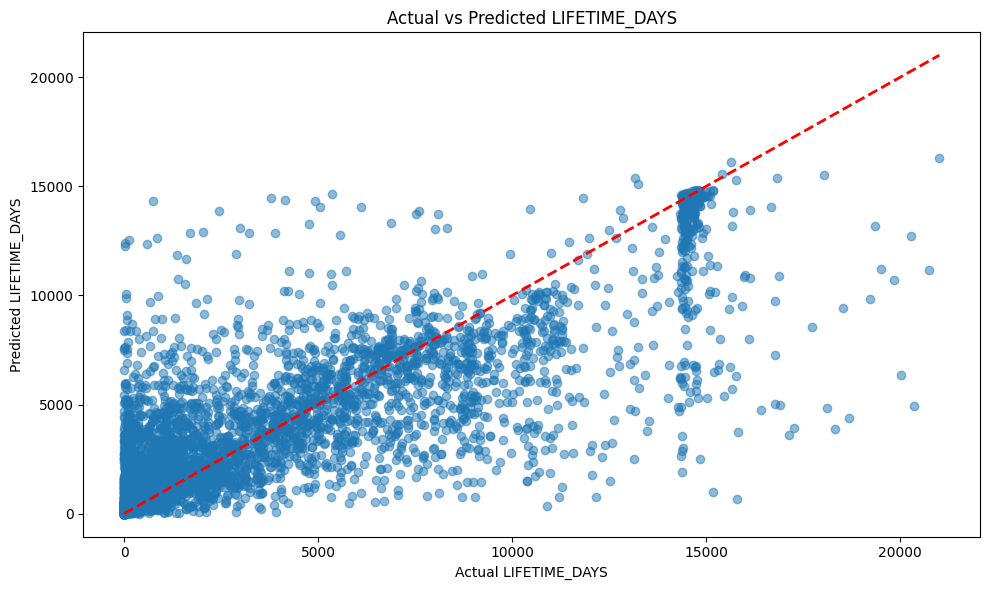 Actual vs Predicted LIFETIME_DAYS
20000
15000
10000
5000
0
Predicted LIFETIME_DAYS
0 5000 10000 15000 20000
Actual LIFETIME_DAYS